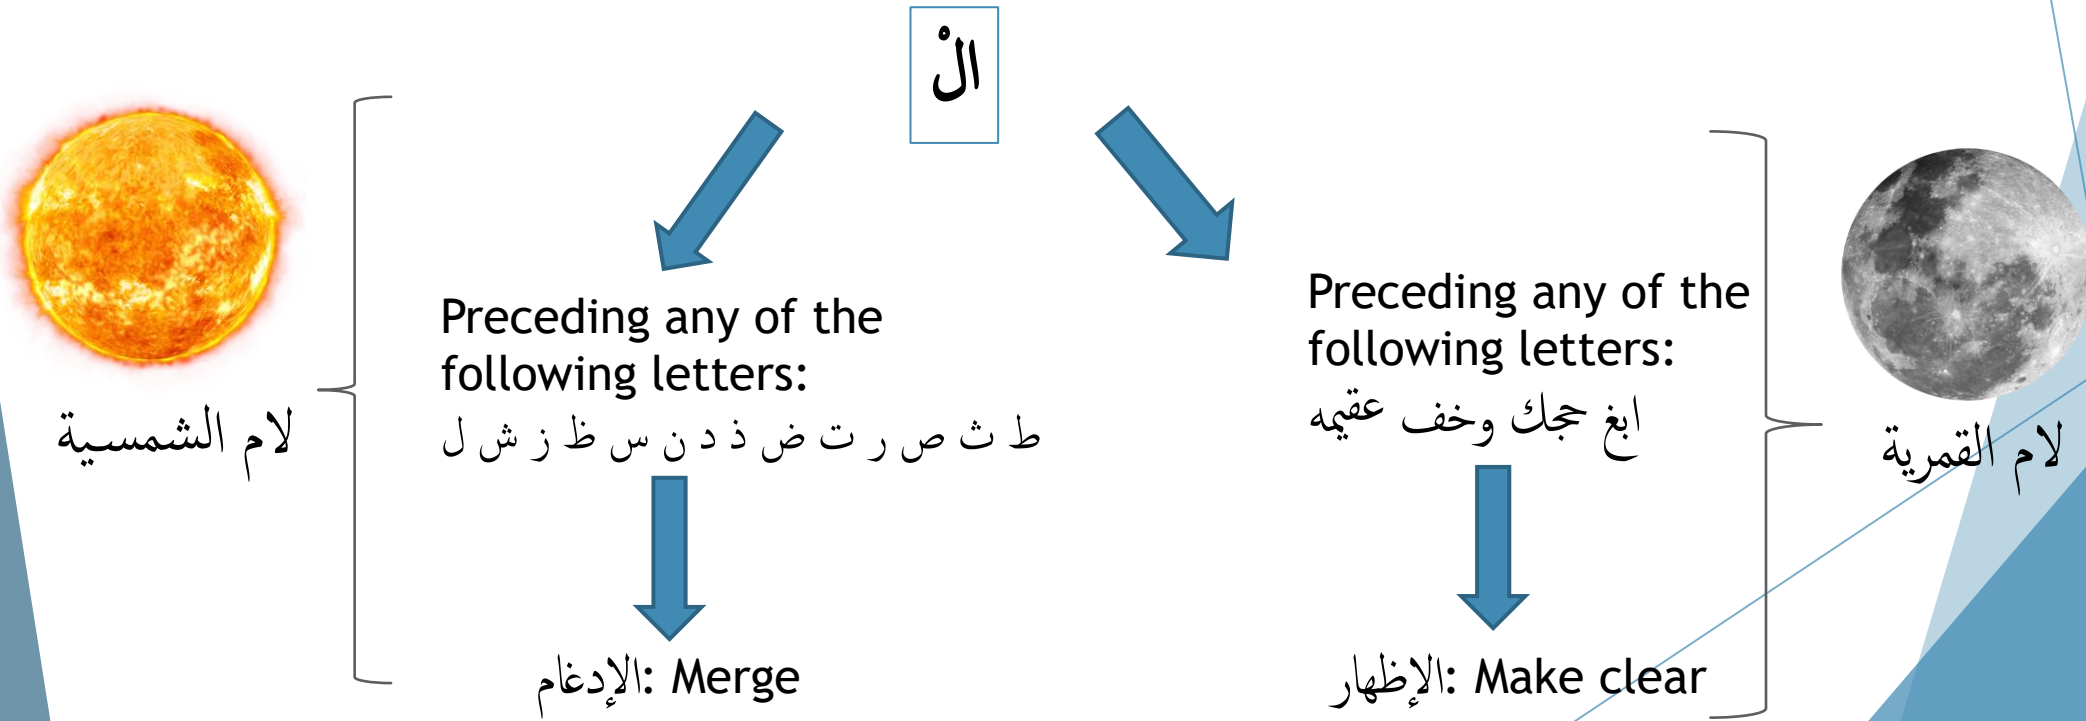 الْ
Preceding any of the
following letters:
ط ث ص ر ت ض ذ د ن س ظ ز ش ل
الإدغام: Merge
لام الشمسية
Preceding any of the
following letters:
ابغ حجك وخف عقيمه
الإظهار: Make clear
لام القمرية